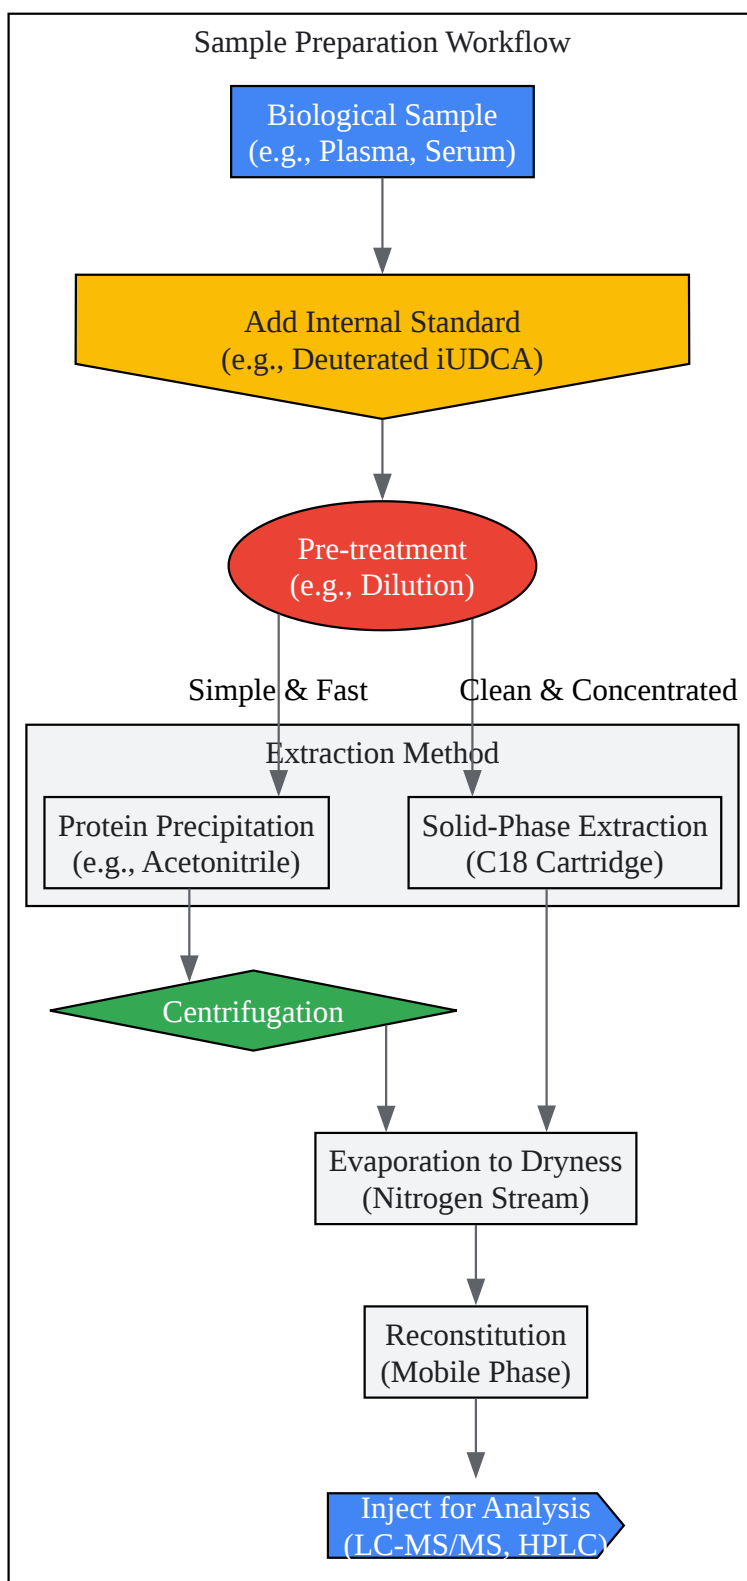 Sample Preparation Workflow
Biological Sample
(e.g., Plasma, Serum)
Add Internal Standard
(e.g., Deuterated iUDCA)
Pre-treatment
(e.g., Dilution)
Simple & Fast
Clean & Concentrated
Extraction Method
Protein Precipitation
(e.g., Acetonitrile)
Solid-Phase Extraction
(C18 Cartridge)
Centrifugation
Evaporation to Dryness
(Nitrogen Stream)
Reconstitution
(Mobile Phase)
Inject for Analysis
(LC-MS/MS, HPLC)